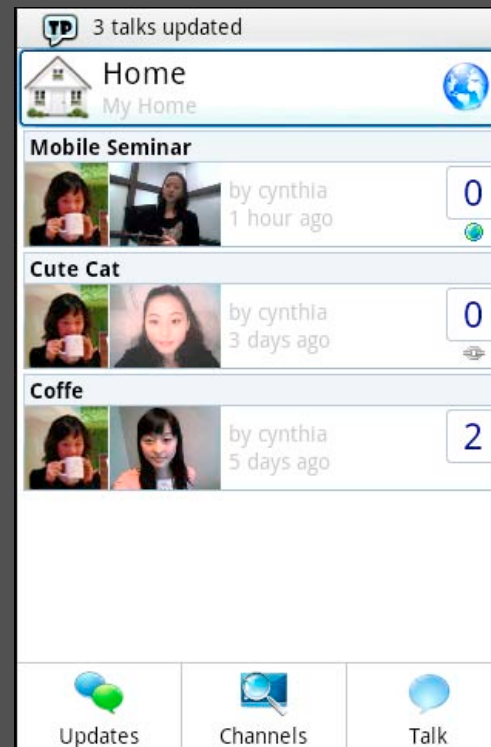 TP 3 talks updated
Home
My Home
Mobile Seminar
by cynthia
1 hour ago
0
Cute Cat
by cynthia
3 days ago
0
Coffe
by cynthia
5 days ago
2
Updates Channels Talk